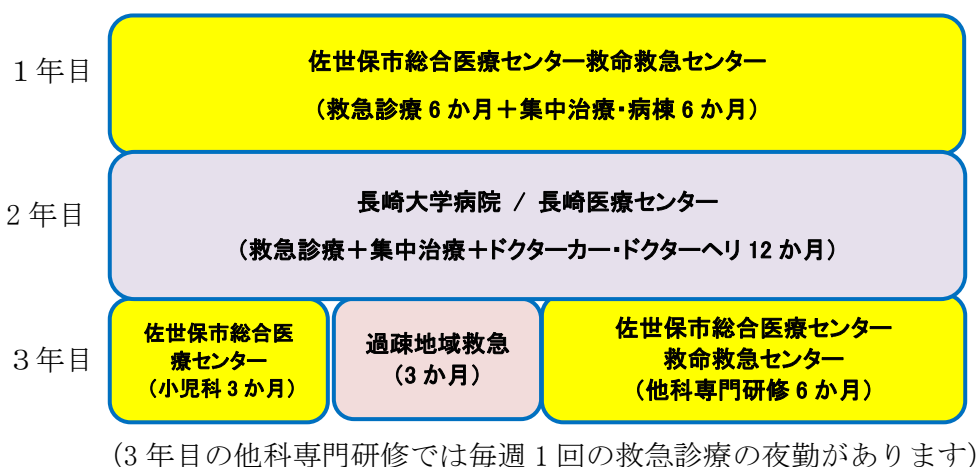 １年目
佐世保市総合医療センター救命救急センター
（救急診療 6 か月＋集中治療・病棟 6 か月）
2 年目
長崎大学病院 / 長崎医療センター
（救急診療＋集中治療＋ドクターカー・ドクターヘリ 12 か月）
３年目
佐世保市総合医
療センター
（小児科 3 か月）
過疎地域救急
（3 か月）
佐世保市総合医療センター
救命救急センター
（他科専門研修 6 か月）
(3 年目の他科専門研修では毎週 1 回の救急診療の夜勤があります)